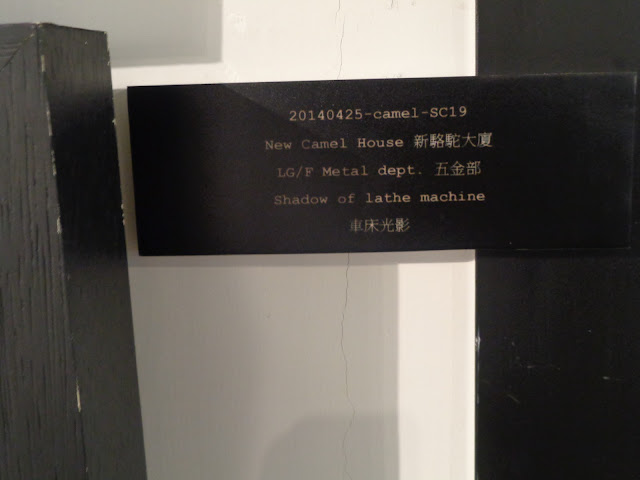 20140425-camel-SC19
New Camel House 新駱駝大廈
LG/F Metal dept. 五金部
Shadow of lathe machine
車床光影